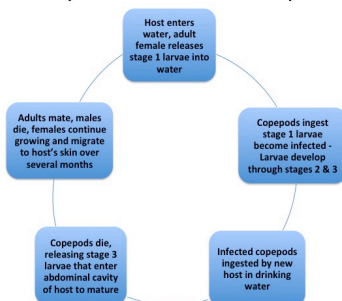 Host enters
water, adult
female releases
stage 1 larvae into
water
Copepods ingest
stage 1 larvae
become infected -
Larvae develop
through stages 2 & 3
Infected copepods
ingested by new
host in drinking
water
Copepods die,
releasing stage 3
larvae that enter
abdominal cavity
of host to mature
Adults mate, males
die, females continue
growing and migrate
to host's skin over
several months